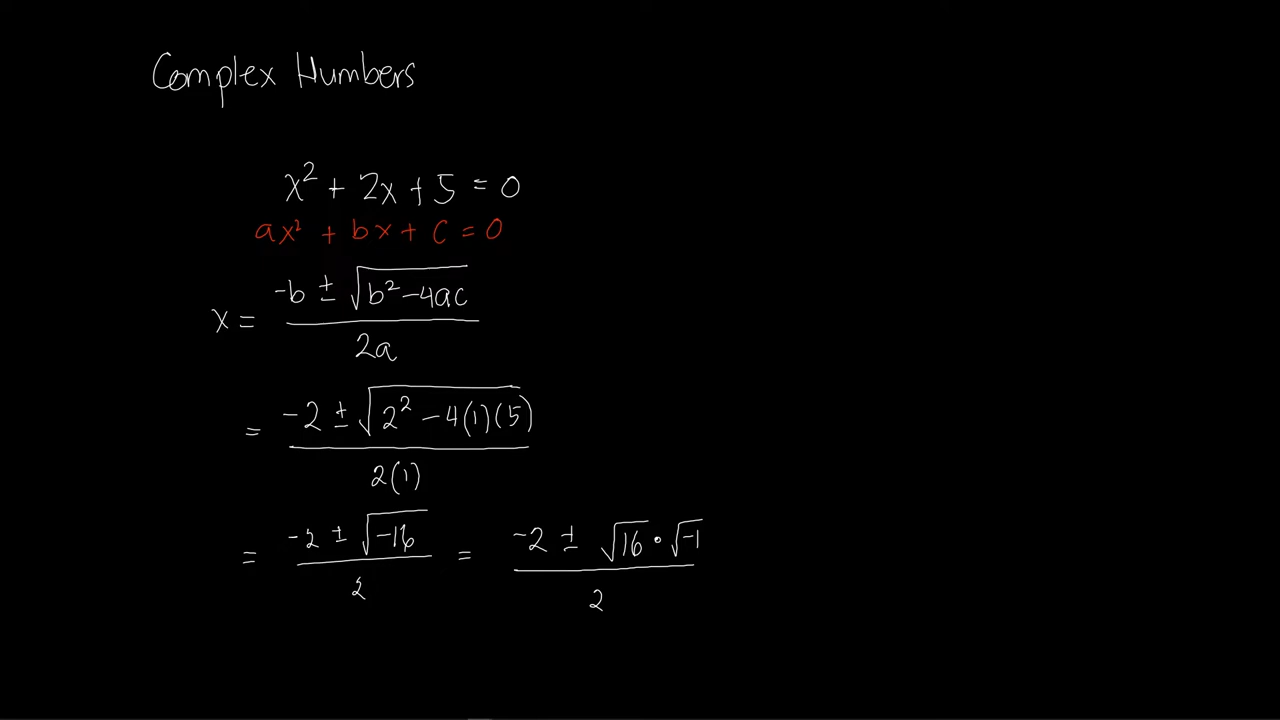 Complex Numbers
x² + 2x + 5 = 0
ax² + bx + c = 0
x = (-b ± √(b² - 4ac)) / 2a
= (-2 ± √(2² - 4(1)(5))) / 2(1)
= (-2 ± √(-16)) / 2 = (-2 ± √16 · √-1) / 2